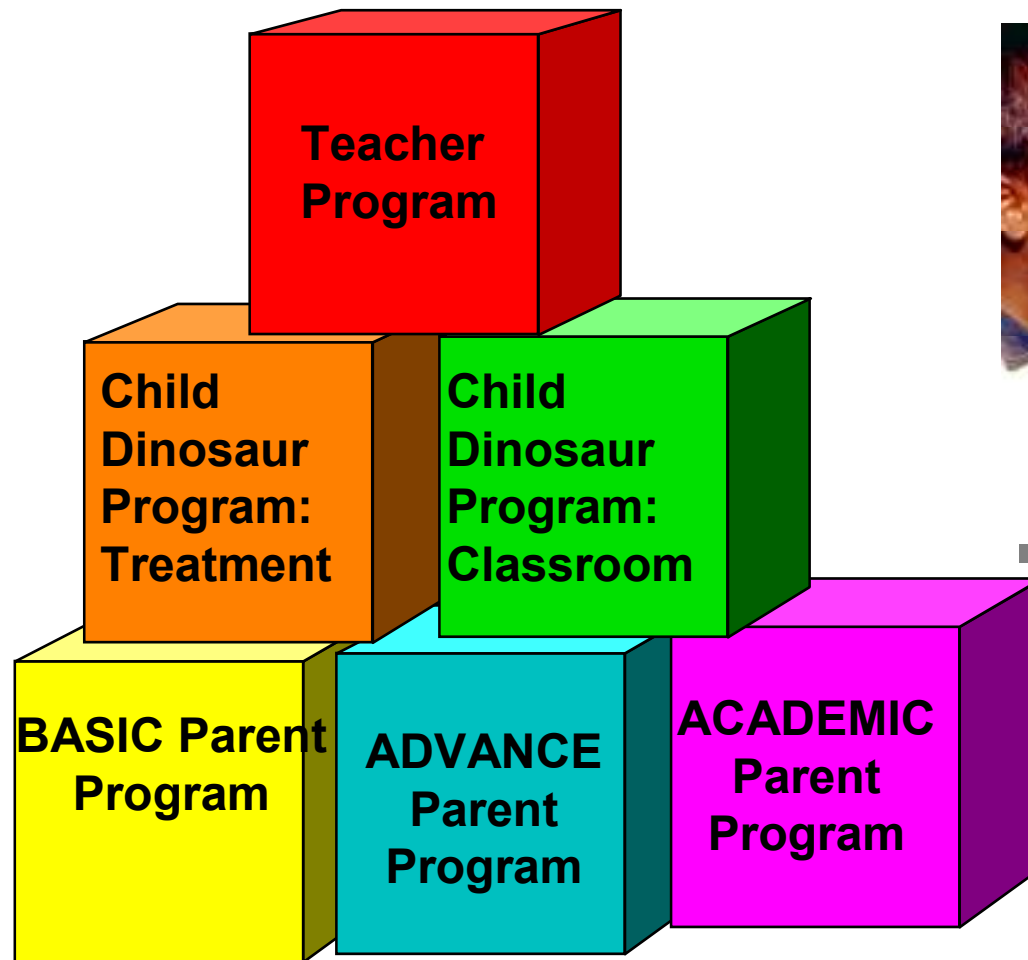 Teacher
Program
Child
Dinosaur
Program:
Treatment
Child
Dinosaur
Program:
Classroom
BASIC Parent
Program
ADVANCE
Parent
Program
ACADEMIC
Parent
Program